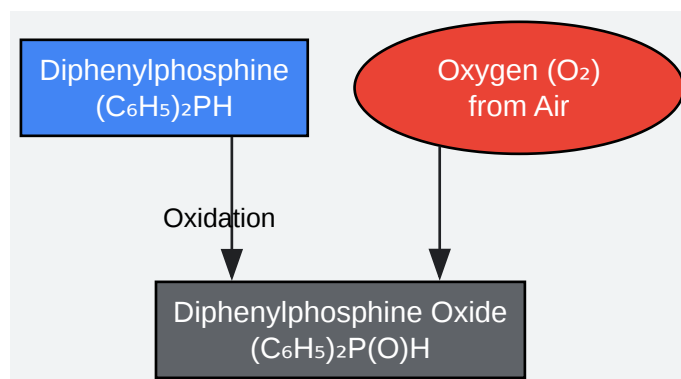 Diphenylphosphine
(C₆H₅)₂PH
Oxygen (O₂)
from Air
Oxidation
Diphenylphosphine Oxide
(C₆H₅)₂P(O)H